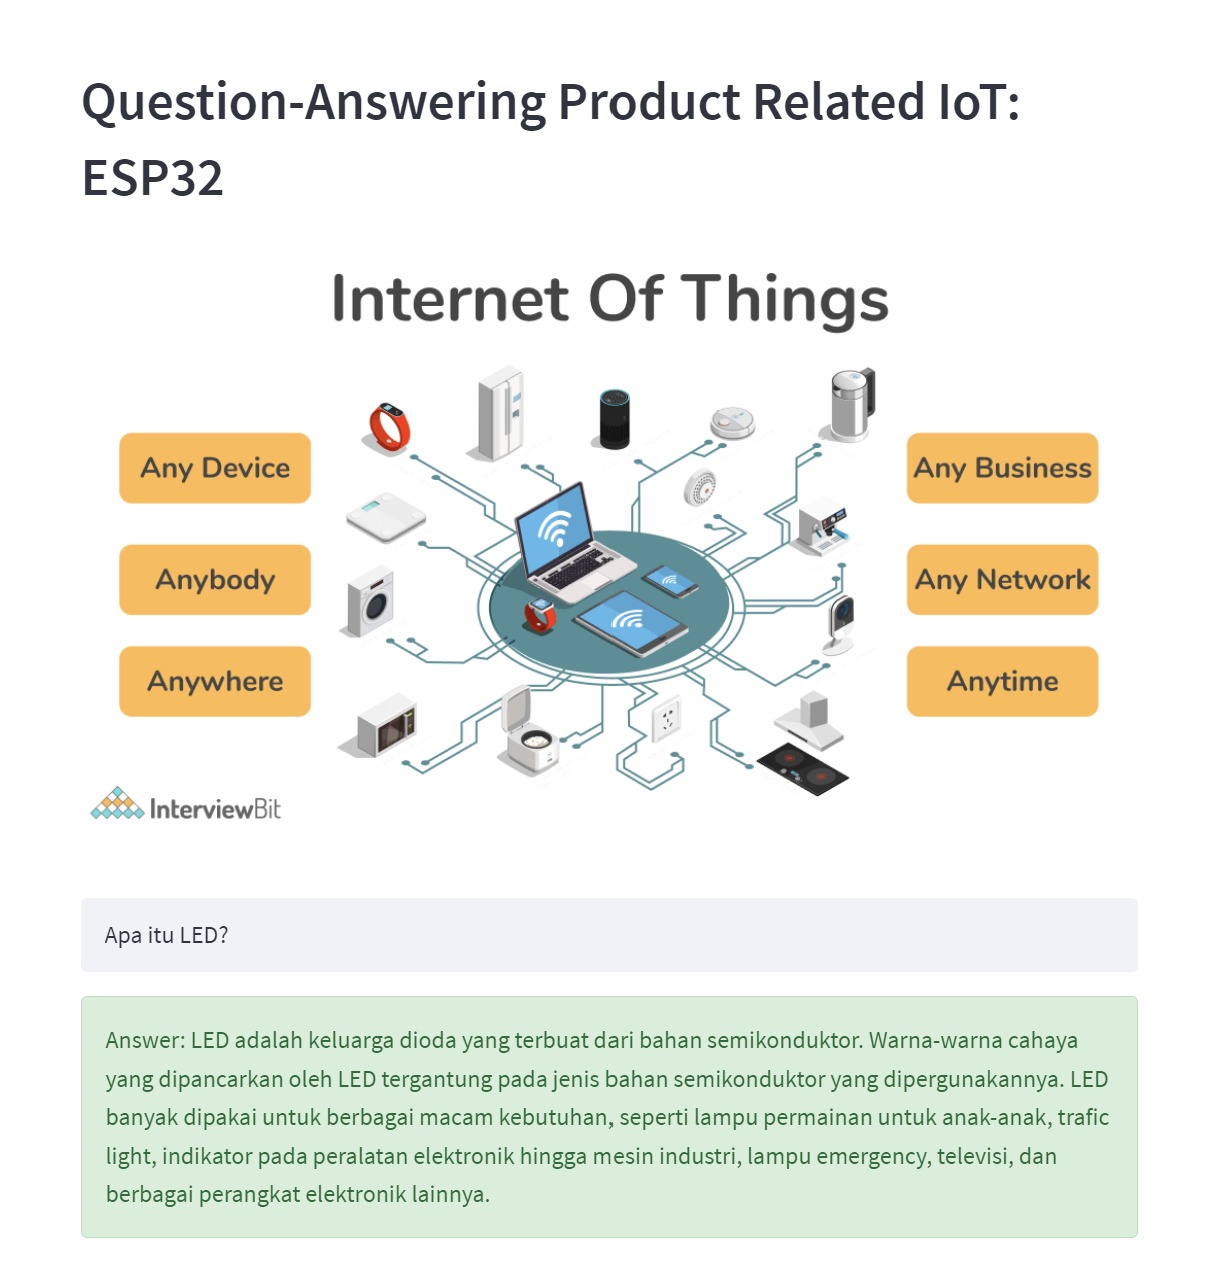 Question-Answering Product Related IoT:
ESP32
Internet Of Things
Any Device
Any Business
Anybody
Any Network
Anywhere
Anytime
InterviewBit
Apa itu LED?
Answer: LED adalah keluarga dioda yang terbuat dari bahan semikonduktor. Warna-warna cahaya
yang dipancarkan oleh LED tergantung pada jenis bahan semikonduktor yang dipergunakannya. LED
banyak dipakai untuk berbagai macam kebutuhan, seperti lampu permainan untuk anak-anak, trafic
light, indikator pada peralatan elektronik hingga mesin industri, lampu emergency, televisi, dan
berbagai perangkat elektronik lainnya.